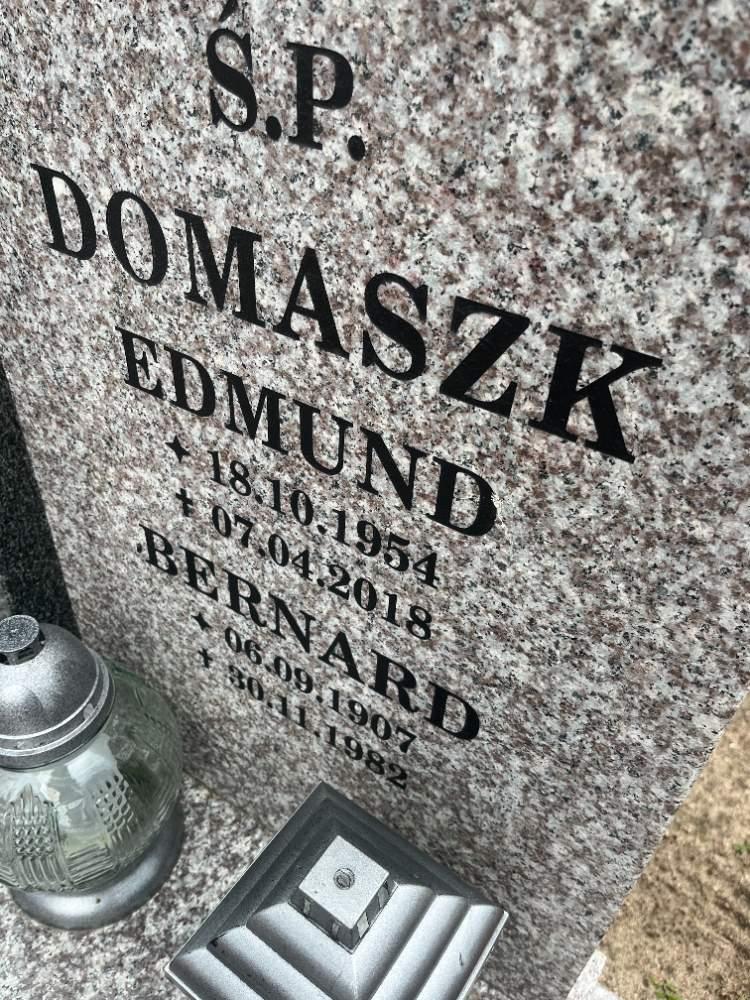 Ś.P.
DOMASZK
EDMUND
✦ 18.10.1954
✝ 07.04.2018
BERNARD
✦ 06.09.1907
✝ 30.11.1982